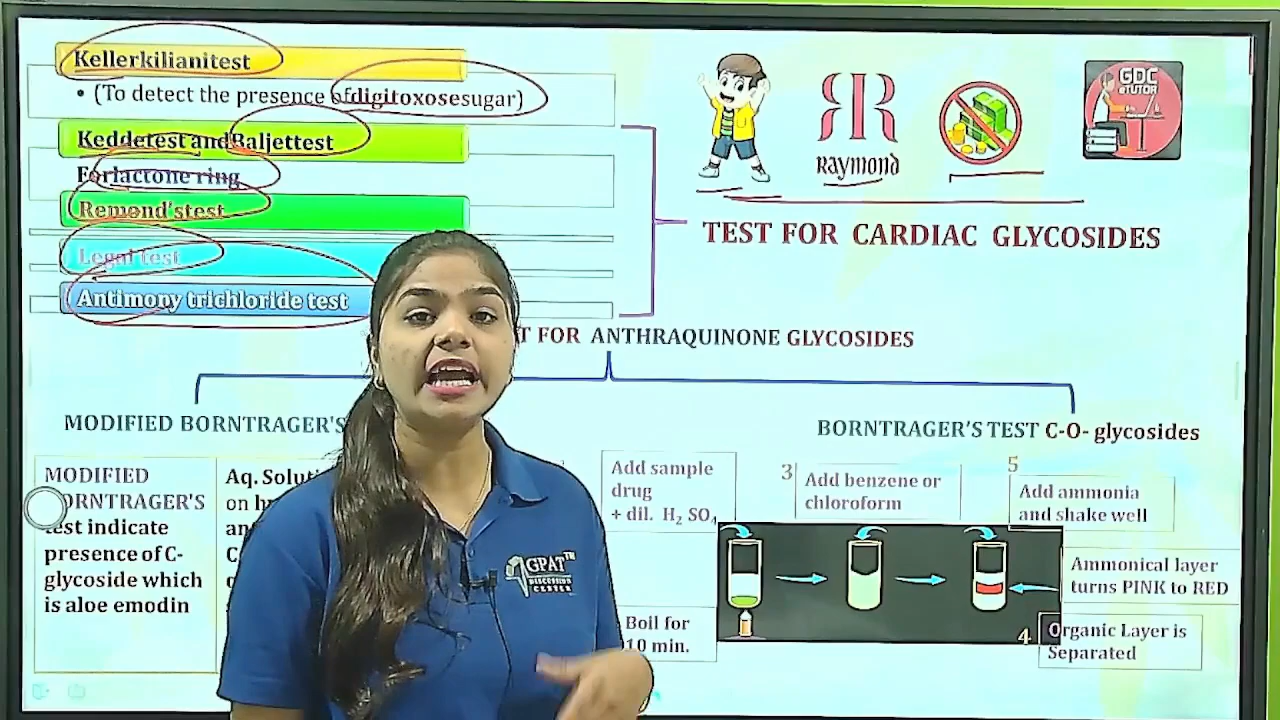 Kellerkilianitest
• (To detect the presence ofdigitoxosesugar)
Keddetest andBaljettest
Forlactone ring
Remond'stest
Legal test
Antimony trichloride test
Raymond
GDC
eTUTOR
TEST FOR CARDIAC GLYCOSIDES
FOR ANTHRAQUINONE GLYCOSIDES
MODIFIED BORNTRAGER'S
BORNTRAGER'S TEST C-O- glycosides
MODIFIED
BORNTRAGER'S
test indicate
presence of C-
glycoside which
is aloe emodin
Aq.
on
Add sample
drug
+ dil. H₂ SO₄
Boil for
10 min.
3
Add benzene or
chloroform
5
Add ammonia
and shake well
Ammonical layer
turns PINK to RED
4
Organic Layer is
Separated
GPAT™
DISCUSSION
CENTER